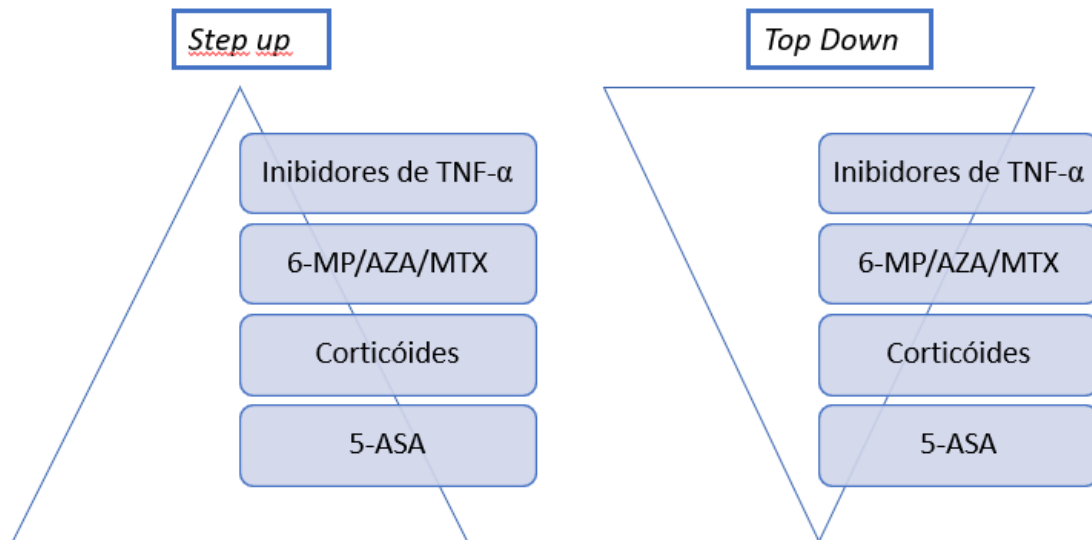 Step up
Inibidores de TNF-α
6-MP/AZA/MTX
Corticóides
5-ASA
Top Down
Inibidores de TNF-α
6-MP/AZA/MTX
Corticóides
5-ASA